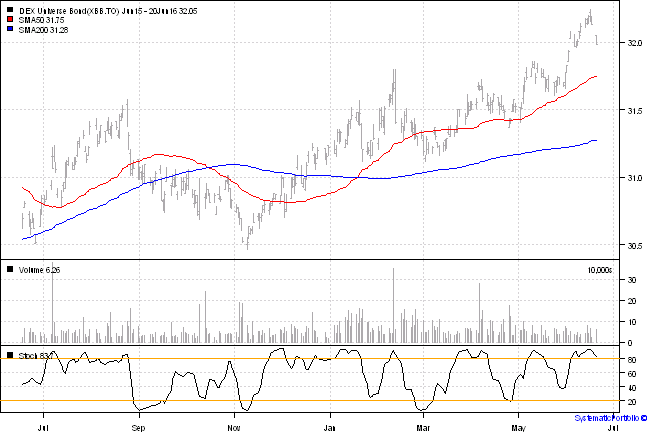 DEX Universe Bond(XBB.TO) Jun15 - 20Jun16 32.05
SMA50 31.75
SMA200 31.28
32.0
31.5
31.0
30.5
Volume 6.26
10,000s
30
20
10
0
Stoch 83.
80
60
40
20
Jul Sep Nov Jan Mar May Jul
SystematicPortfolio ©